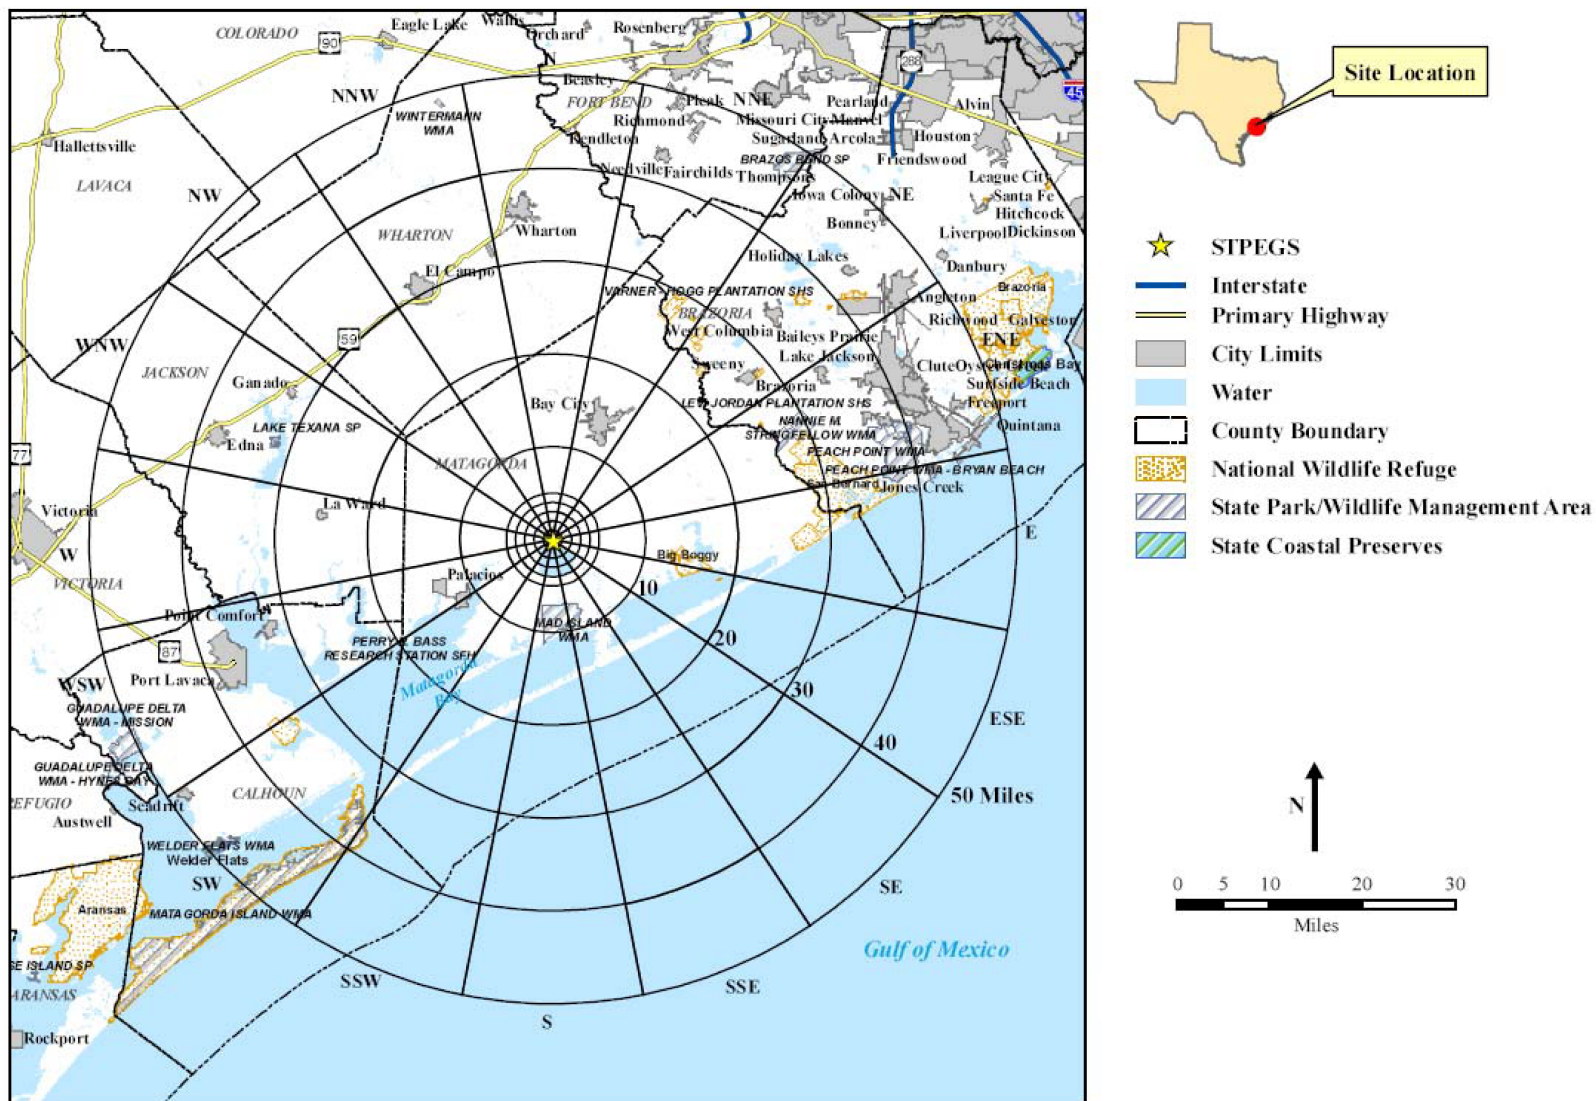 COLORADO
90
Eagle Lake
Wallis
Orchard
Rosenberg
288
45
N
NNW
Beasley
FORT BEND
Pleak
NNE
Pearland
Alvin
WINTERMANN
WMA
Richmond
Missouri City
Manvel
Kendleton
Sugarland
Arcola
Houston
Hallettsville
BRAZOS BEND SP
Friendswood
LAVACA
Needville
Fairchilds
Thompsons
League City
NW
Iowa Colony
NE
Santa Fe
Hitchcock
WHARTON
Wharton
Bonney
Liverpool
Dickinson
El Campo
Holiday Lakes
Danbury
VARNER - HOGG PLANTATION SHS
Brazoria
Angleton
BRAZORIA
Richwood
Galveston
59
West Columbia
Baileys Prairie
ENE
WNW
Lake Jackson
Clute
Christmas Bay
JACKSON
Sweeny
Ganado
Brazoria
Surfside Beach
Bay City
LEVI JORDAN PLANTATION SHS
Freeport
LAKE TEXANA SP
NANNIE M.
STRINGFELLOW WMA
Quintana
Edna
77
PEACH POINT WMA
MATAGORDA
PEACH POINT WMA - BRYAN BEACH
San Bernard
Jones Creek
La Ward
Victoria
E
W
Big Boggy
VICTORIA
Palacios
10
Point Comfort
MAD ISLAND
WMA
20
87
PERRY R. BASS
RESEARCH STATION SFH
Port Lavaca
Matagorda
Bay
30
WSW
GUADALUPE DELTA
WMA - MISSION
ESE
40
GUADALUPE DELTA
WMA - HYNES BAY
50 Miles
REFUGIO
Seadrift
CALHOUN
Austwell
WELDER FLATS WMA
Welder Flats
SW
SE
Aransas
MATAGORDA ISLAND WMA
Gulf of Mexico
SE ISLAND SP
SSW
SSE
ARANSAS
S
Rockport
Site Location
STPEGS
Interstate
Primary Highway
City Limits
Water
County Boundary
National Wildlife Refuge
State Park/Wildlife Management Area
State Coastal Preserves
N
0 5 10 20 30
Miles